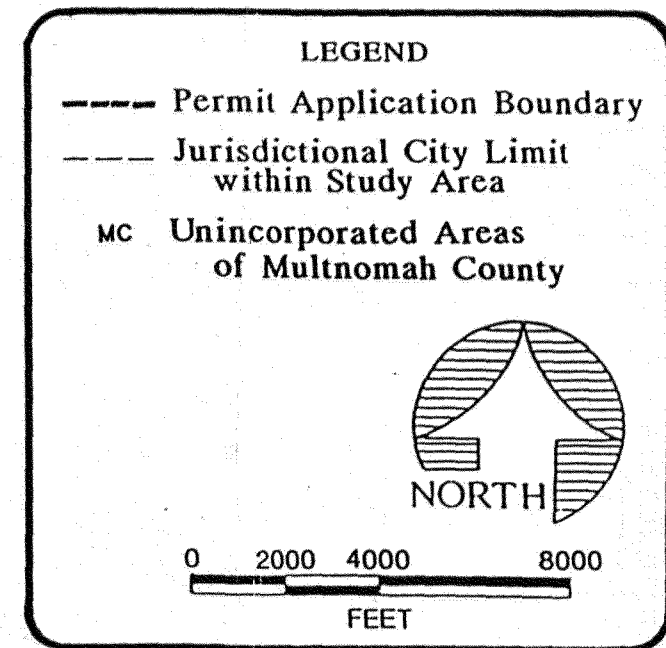 LEGEND
Permit Application Boundary
Jurisdictional City Limit
within Study Area
MC Unincorporated Areas
of Multnomah County
NORTH
0 2000 4000 8000
FEET